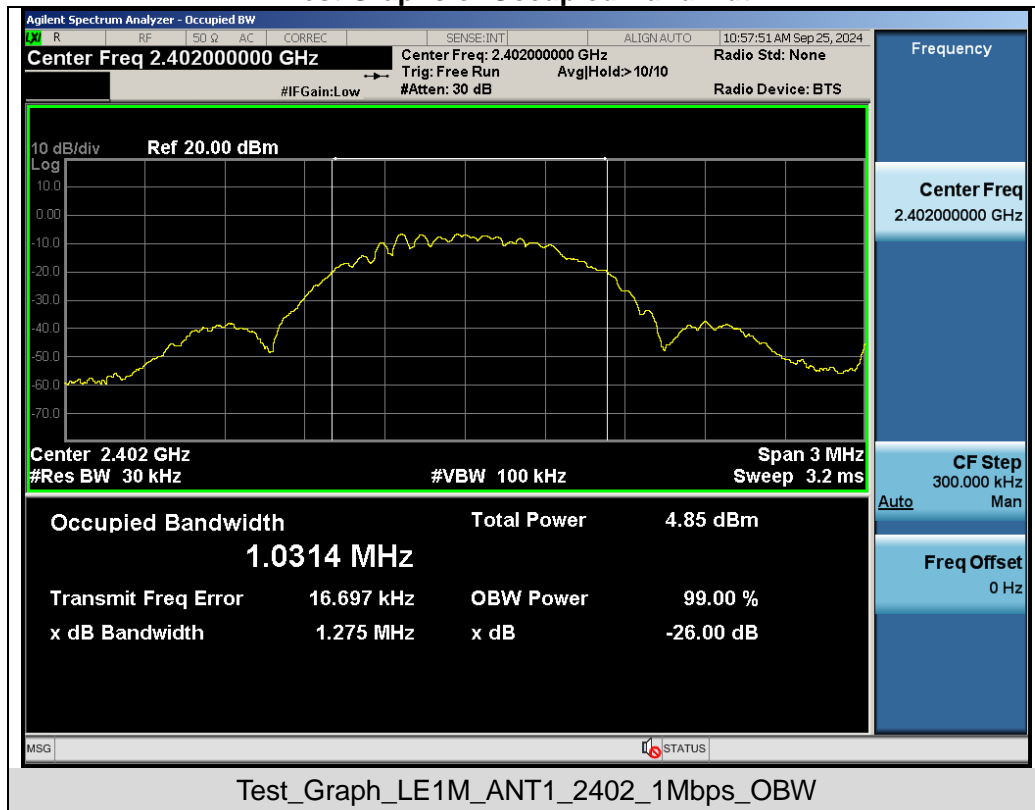 Agilent Spectrum Analyzer - Occupied BW
LXI R RF 50 Ω AC CORREC SENSE:INT ALIGN AUTO 10:57:51 AM Sep 25, 2024
Center Freq 2.402000000 GHz Center Freq: 2.402000000 GHz Radio Std: None
Trig: Free Run Avg|Hold:> 10/10
#IFGain:Low #Atten: 30 dB Radio Device: BTS
Frequency
10 dB/div Ref 20.00 dBm
Log
10.0
0.00
-10.0
-20.0
-30.0
-40.0
-50.0
-60.0
-70.0
Center 2.402 GHz Span 3 MHz
#Res BW 30 kHz #VBW 100 kHz Sweep 3.2 ms
Center Freq
2.402000000 GHz
CF Step
300.000 kHz
Auto Man
Freq Offset
0 Hz
Occupied Bandwidth Total Power 4.85 dBm
1.0314 MHz
Transmit Freq Error 16.697 kHz OBW Power 99.00 %
x dB Bandwidth 1.275 MHz x dB -26.00 dB
MSG STATUS
Test_Graph_LE1M_ANT1_2402_1Mbps_OBW